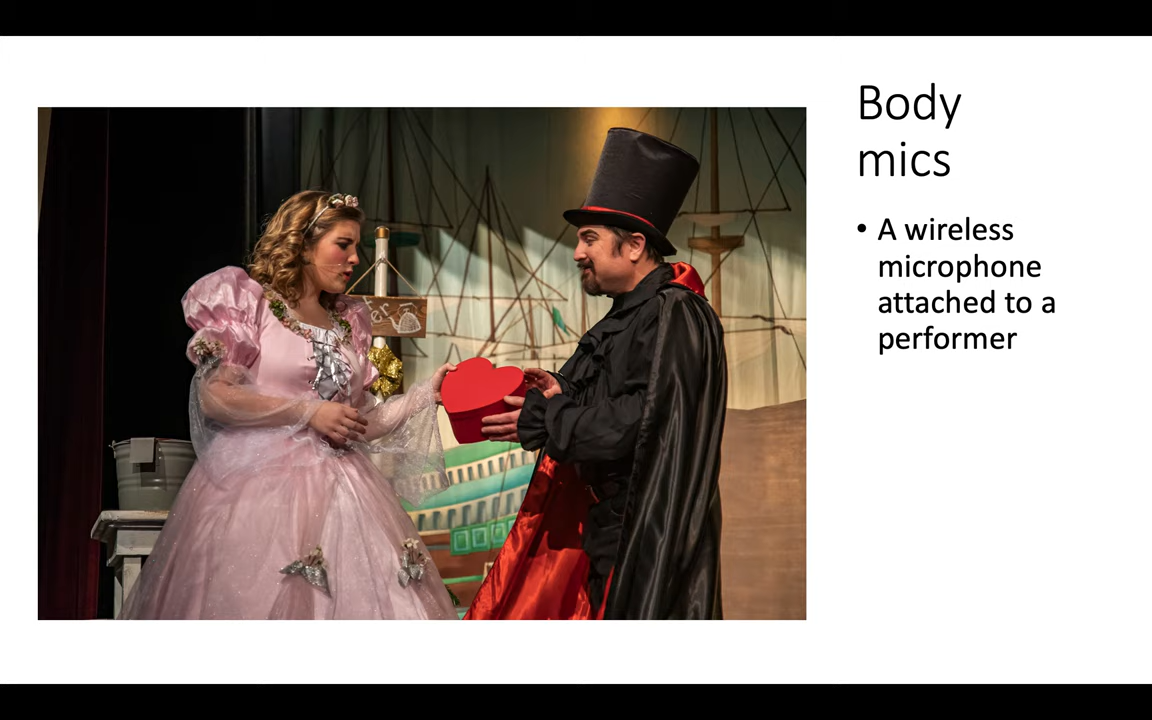 Body
mics
• A wireless
microphone
attached to a
performer